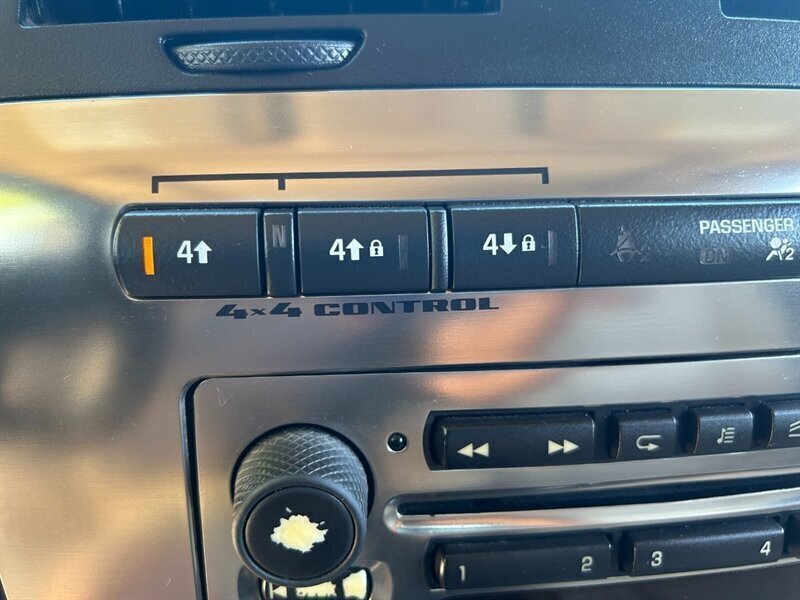 PASSENGER
4↑ N 4↑ 4↓ ON 2
4x4 CONTROL
1 2 3 4